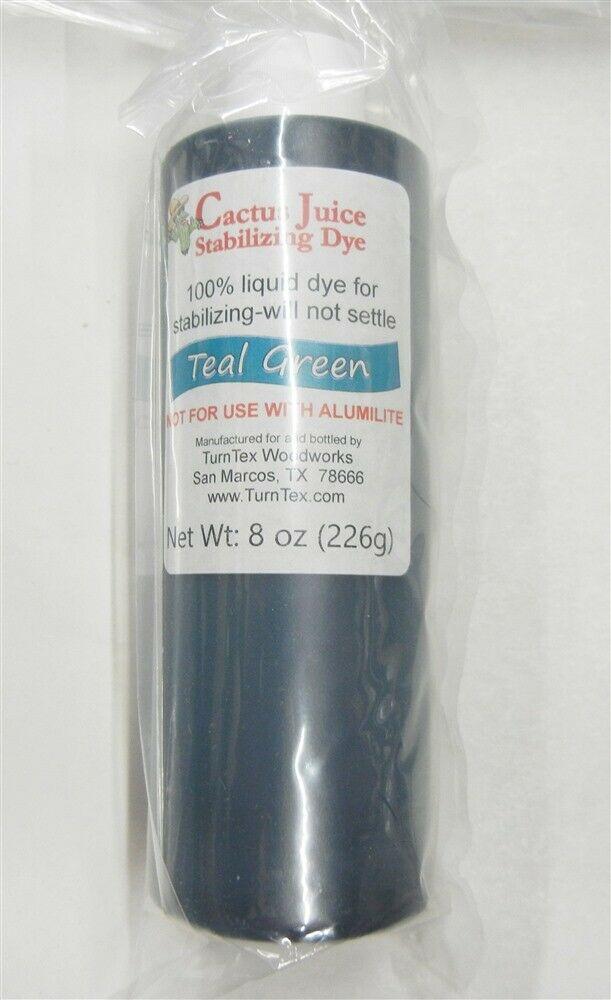 Cactus Juice
Stabilizing Dye
100% liquid dye for
stabilizing-will not settle
Teal Green
NOT FOR USE WITH ALUMILITE
Manufactured for and bottled by
TurnTex Woodworks
San Marcos, TX 78666
www.TurnTex.com
Net Wt: 8 oz (226g)